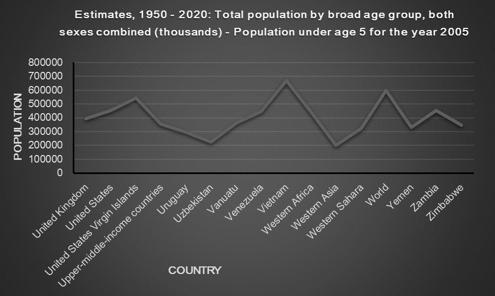 Estimates, 1950 - 2020: Total population by broad age group, both
sexes combined (thousands) - Population under age 5 for the year 2005
POPULATION
800000
700000
600000
500000
400000
300000
200000
100000
0
United Kingdom
United States
United States Virgin Islands
Upper-middle-income countries
Uruguay
Uzbekistan
Vanuatu
Venezuela
Vietnam
Western Africa
Western Asia
Western Sahara
World
Yemen
Zambia
Zimbabwe
COUNTRY